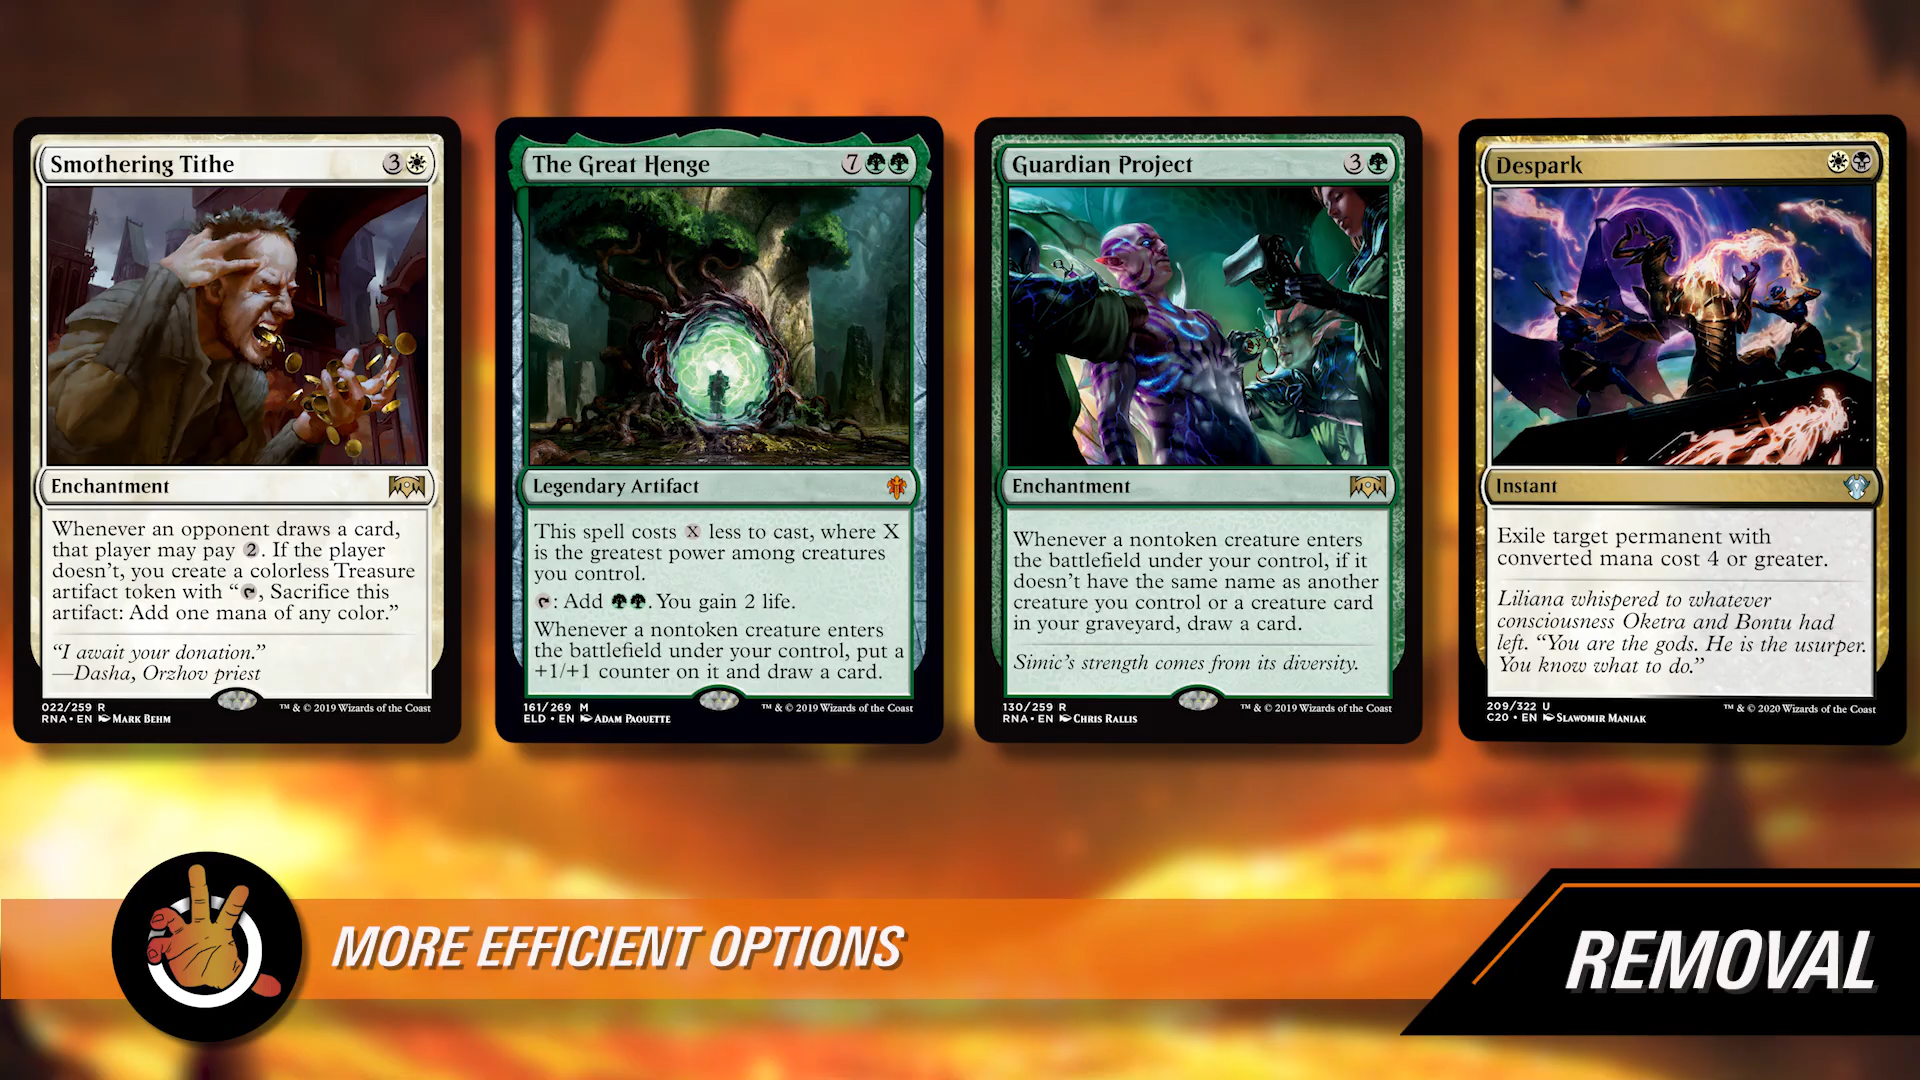 Smothering Tithe
3
Enchantment
Whenever an opponent draws a card,
that player may pay 2. If the player
doesn't, you create a colorless Treasure
artifact token with “, Sacrifice this
artifact: Add one mana of any color.”
“I await your donation.”
—Dasha, Orzhov priest
022/259 R
RNA • EN Mark Behm
™ & © 2019 Wizards of the Coast
The Great Henge
7
Legendary Artifact
This spell costs X less to cast, where X
is the greatest power among creatures
you control.
: Add . You gain 2 life.
Whenever a nontoken creature enters
the battlefield under your control, put a
+1/+1 counter on it and draw a card.
161/269 M
ELD • EN Adam Paquette
™ & © 2019 Wizards of the Coast
Guardian Project
3
Enchantment
Whenever a nontoken creature enters
the battlefield under your control, if it
doesn't have the same name as another
creature you control or a creature card
in your graveyard, draw a card.
Simic's strength comes from its diversity.
130/259 R
RNA • EN Chris Rallis
™ & © 2019 Wizards of the Coast
Despark
Instant
Exile target permanent with
converted mana cost 4 or greater.
Liliana whispered to whatever
consciousness Oketra and Bontu had
left. “You are the gods. He is the usurper.
You know what to do.”
209/322 U
C20 • EN Slawomir Maniak
™ & © 2020 Wizards of the Coast
MORE EFFICIENT OPTIONS
REMOVAL